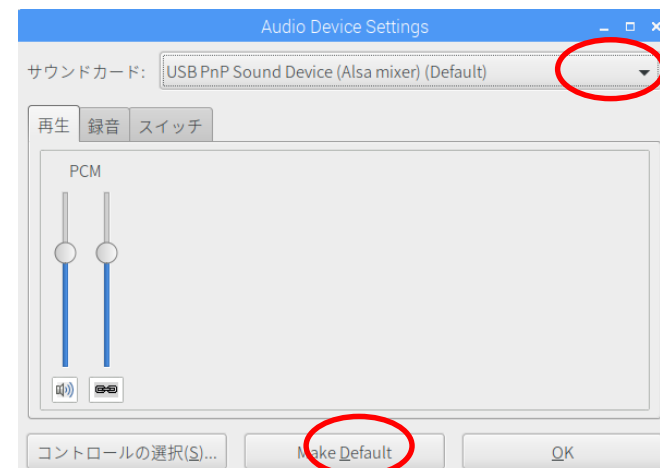 Audio Device Settings
サウンドカード: USB PnP Sound Device (Alsa mixer) (Default)
再生 録音 スイッチ
PCM
コントロールの選択(S)... Make Default OK